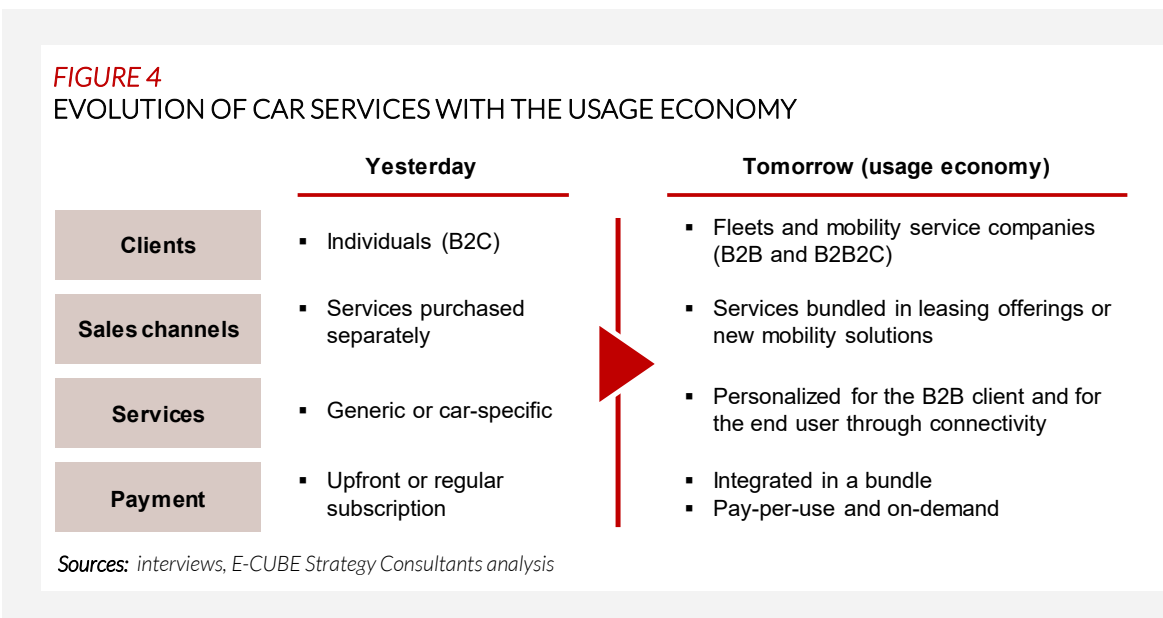 FIGURE 4
EVOLUTION OF CAR SERVICES WITH THE USAGE ECONOMY
Yesterday
Tomorrow (usage economy)
Clients
▪ Individuals (B2C)
▪ Fleets and mobility service companies
(B2B and B2B2C)
Sales channels
▪ Services purchased
separately
▪ Services bundled in leasing offerings or
new mobility solutions
Services
▪ Generic or car-specific
▪ Personalized for the B2B client and for
the end user through connectivity
Payment
▪ Upfront or regular
subscription
▪ Integrated in a bundle
▪ Pay-per-use and on-demand
Sources: interviews, E-CUBE Strategy Consultants analysis